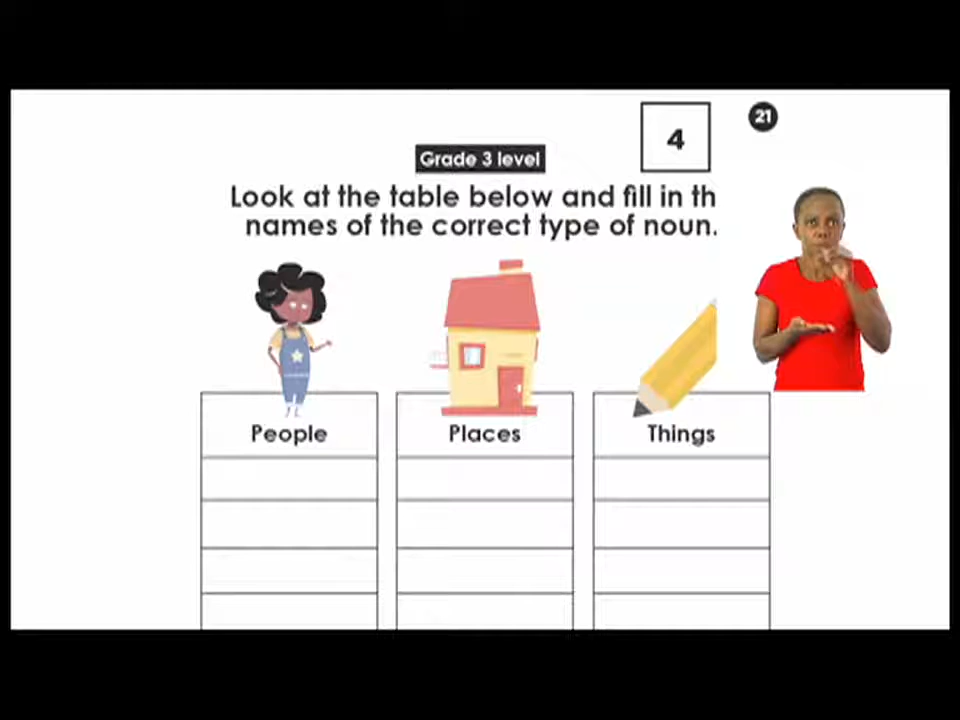 4
21
Grade 3 level
Look at the table below and fill in th
names of the correct type of noun.
People Places Things